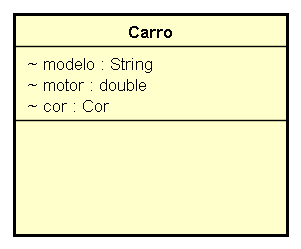 Carro
~ modelo : String
~ motor : double
~ cor : Cor